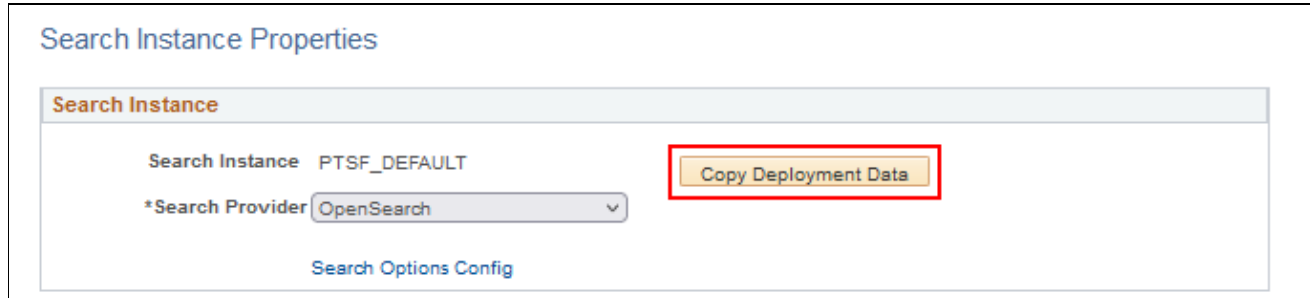 Search Instance Properties
Search Instance
Search Instance PTSF_DEFAULT
Copy Deployment Data
*Search Provider OpenSearch
Search Options Config